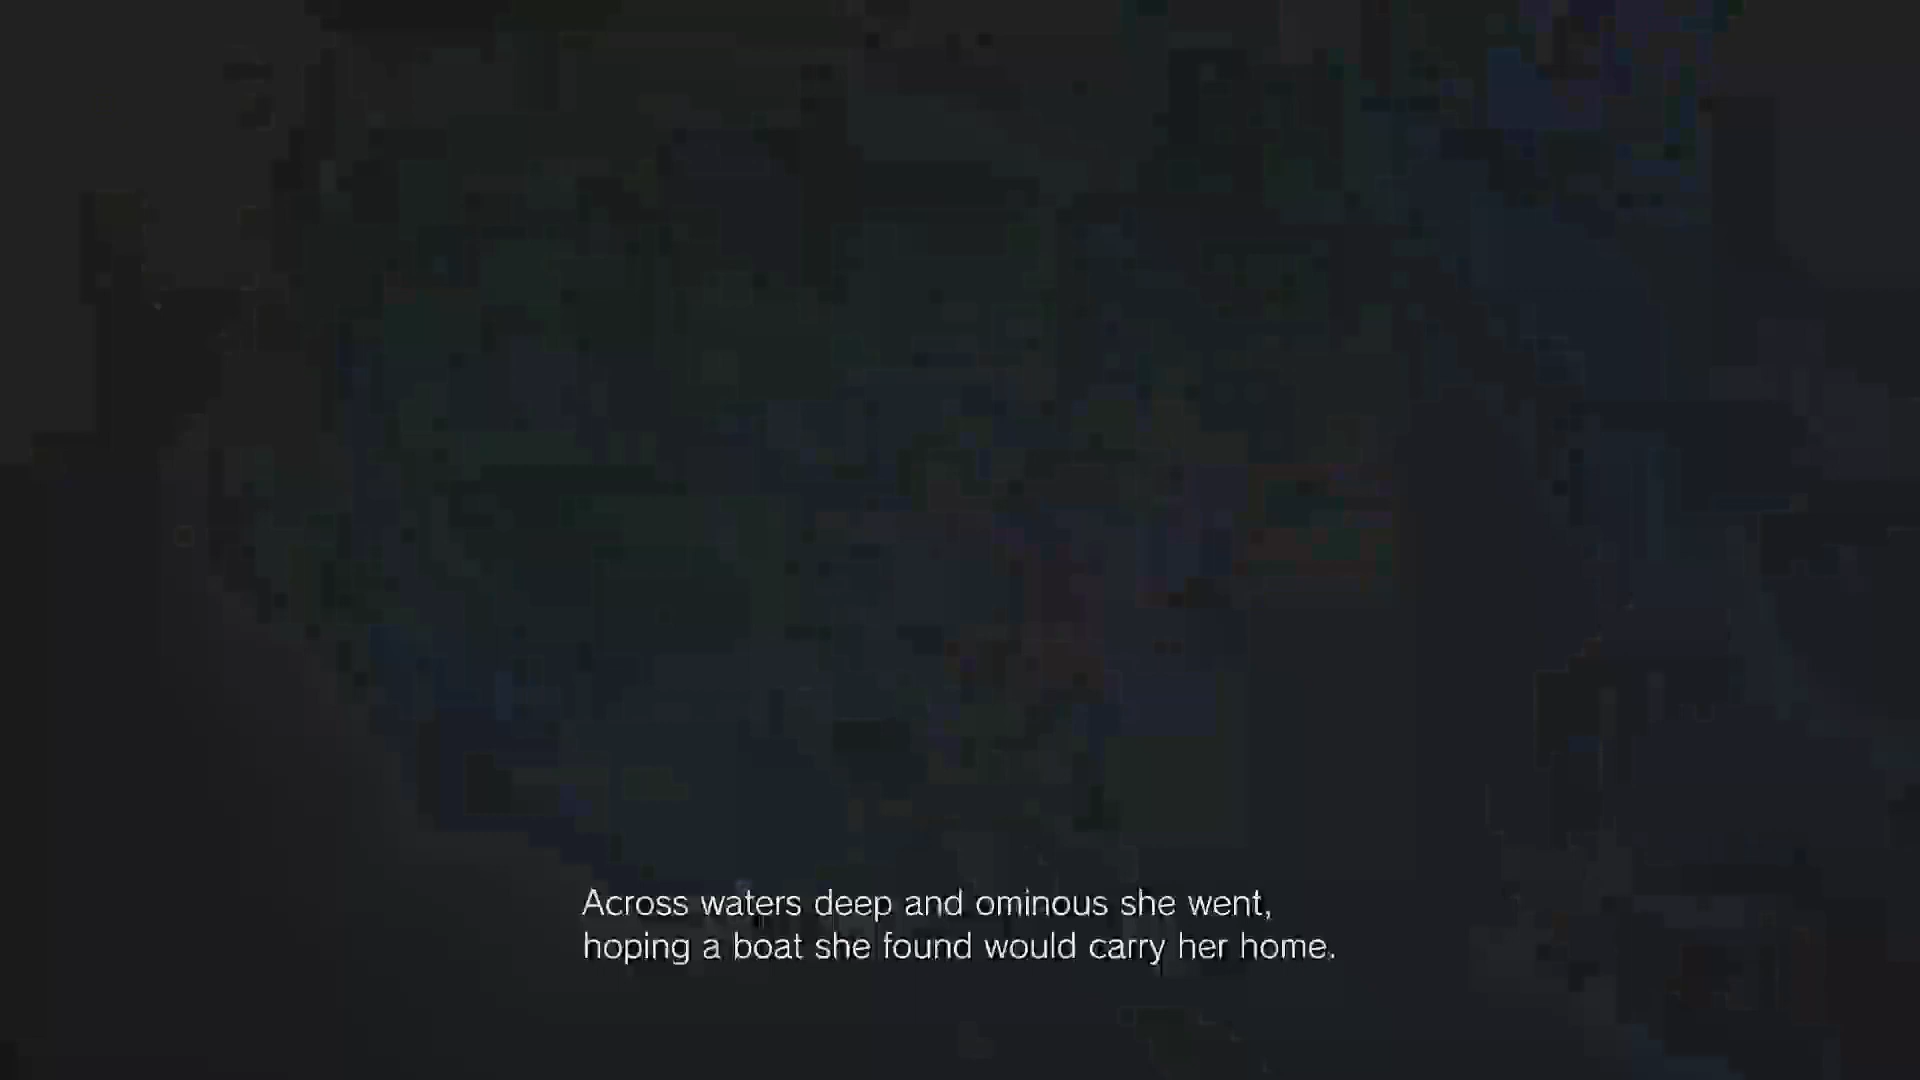 Across waters deep and ominous she went,
hoping a boat she found would carry her home.